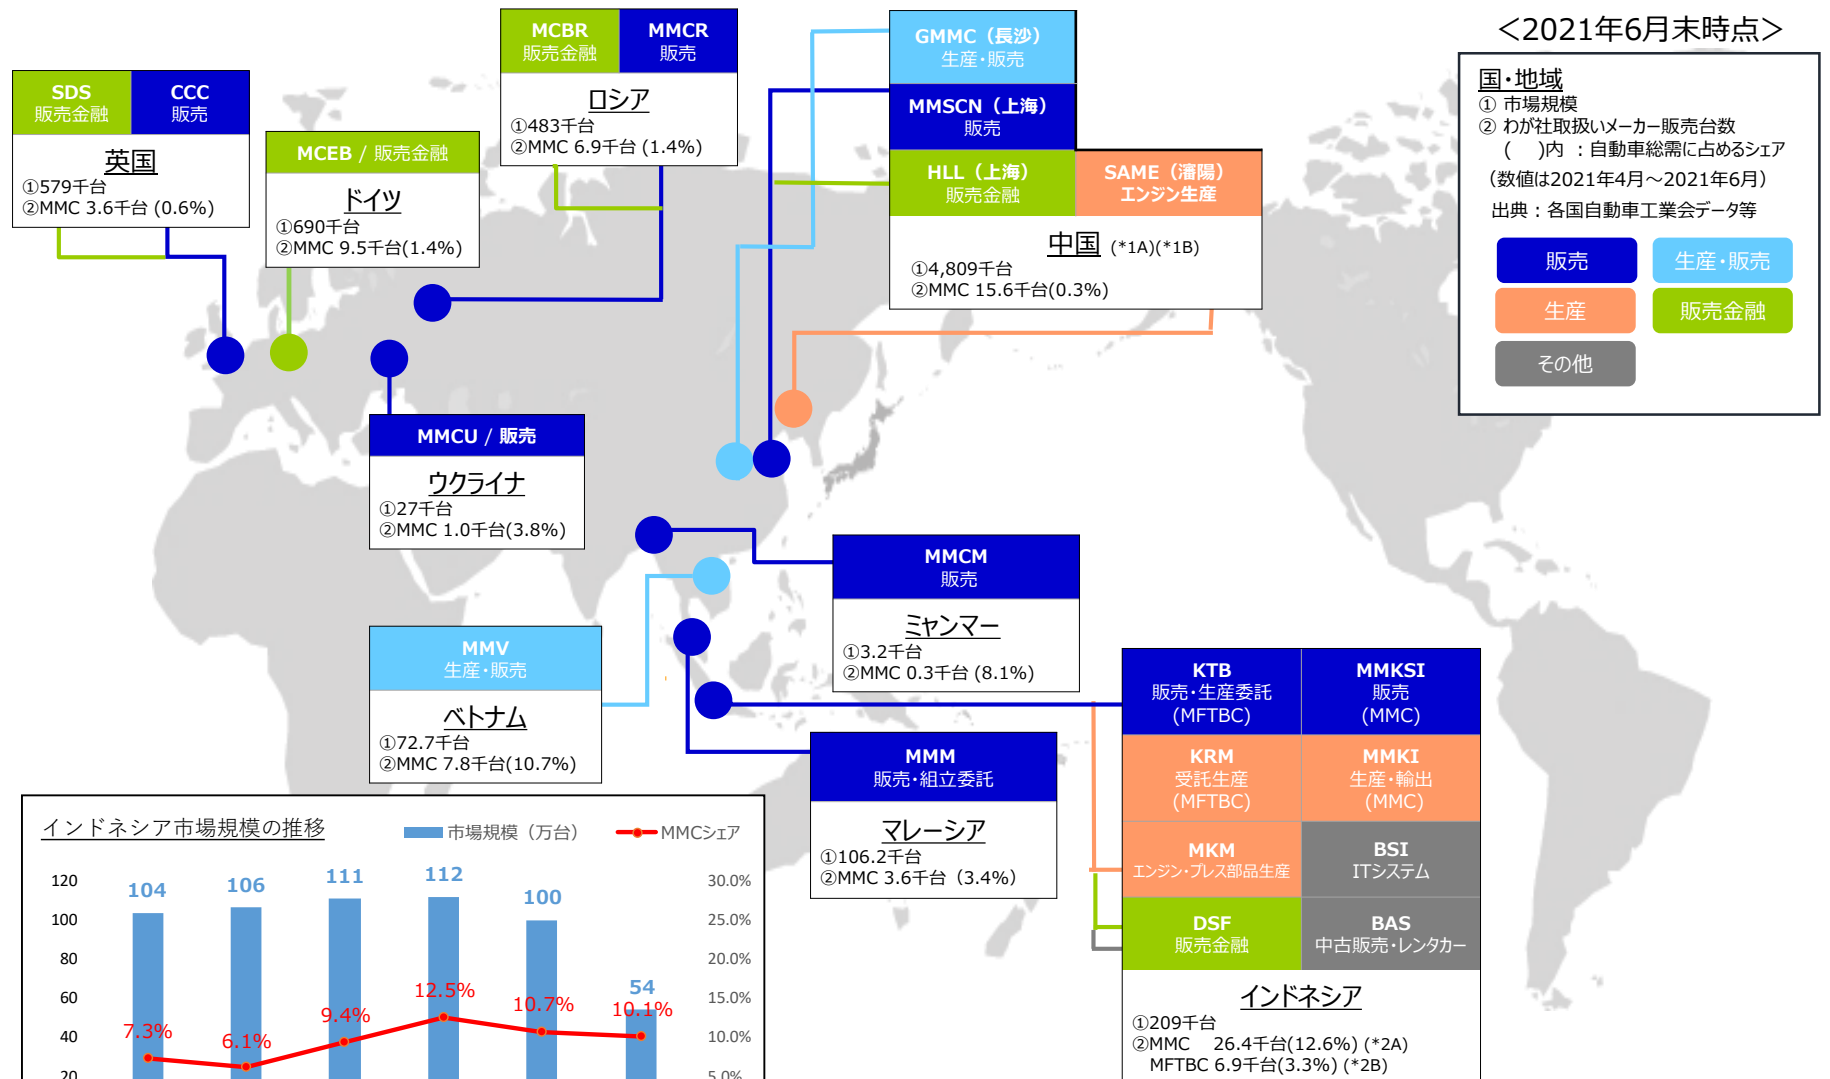 <2021年6月末時点>
国・地域
① 市場規模
② わが社取扱いメーカー販売台数
(　)内 ：自動車総需に占めるシェア
(数値は2021年4月～2021年6月)
出典：各国自動車工業会データ等
販売
生産・販売
生産
販売金融
その他
SDS
販売金融
CCC
販売
英国
①579千台
②MMC 3.6千台 (0.6%)
MCEB / 販売金融
ドイツ
①690千台
②MMC 9.5千台(1.4%)
MCBR
販売金融
MMCR
販売
ロシア
①483千台
②MMC 6.9千台 (1.4%)
GMMC（長沙）
生産・販売
MMSCN（上海）
販売
HLL（上海）
販売金融
SAME（瀋陽）
エンジン生産
中国 (*1A)(*1B)
①4,809千台
②MMC 15.6千台(0.3%)
MMCU / 販売
ウクライナ
①27千台
②MMC 1.0千台(3.8%)
MMCM
販売
ミャンマー
①3.2千台
②MMC 0.3千台 (8.1%)
MMV
生産・販売
ベトナム
①72.7千台
②MMC 7.8千台(10.7%)
MMM
販売・組立委託
マレーシア
①106.2千台
②MMC 3.6千台（3.4%）
KTB
販売・生産委託
(MFTBC)
MMKSI
販売
(MMC)
KRM
受託生産
(MFTBC)
MMKI
生産・輸出
(MMC)
MKM
エンジン・プレス部品生産
BSI
ITシステム
DSF
販売金融
BAS
中古販売・レンタカー
インドネシア
①209千台
②MMC 26.4千台(12.6%) (*2A)
MFTBC 6.9千台(3.3%) (*2B)
インドネシア市場規模の推移
市場規模（万台）
MMCシェア
120
100
80
60
40
20
104
106
111
112
100
54
7.3%
6.1%
9.4%
12.5%
10.7%
10.1%
30.0%
25.0%
20.0%
15.0%
10.0%
5.0%